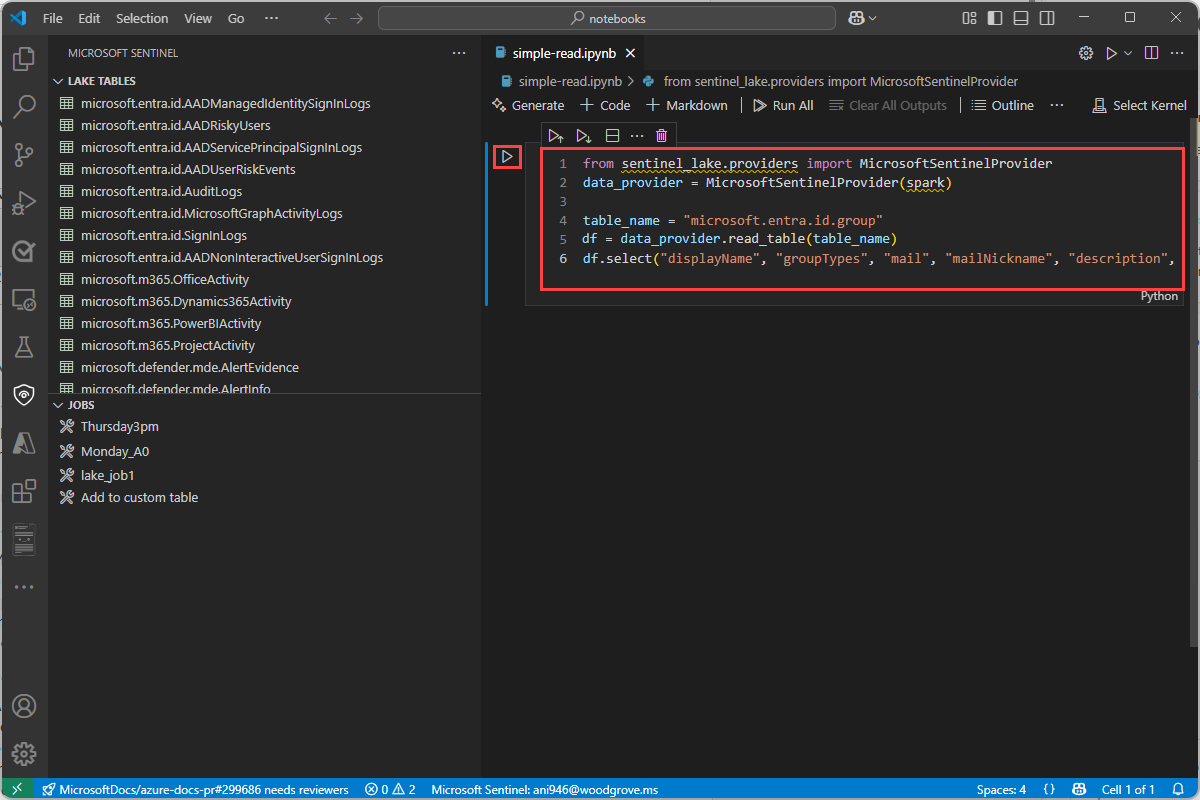 File Edit Selection View Go ··· notebooks
MICROSOFT SENTINEL ···
LAKE TABLES
microsoft.entra.id.AADManagedIdentitySignInLogs
microsoft.entra.id.AADRiskyUsers
microsoft.entra.id.AADServicePrincipalSignInLogs
microsoft.entra.id.AADUserRiskEvents
microsoft.entra.id.AuditLogs
microsoft.entra.id.MicrosoftGraphActivityLogs
microsoft.entra.id.SignInLogs
microsoft.entra.id.AADNonInteractiveUserSignInLogs
microsoft.m365.OfficeActivity
microsoft.m365.Dynamics365Activity
microsoft.m365.PowerBIActivity
microsoft.m365.ProjectActivity
microsoft.defender.mde.AlertEvidence
microsoft.defender.mde.AlertInfo
JOBS
Thursday3pm
Monday_A0
lake_job1
Add to custom table
simple-read.ipynb
simple-read.ipynb > from sentinel_lake.providers import MicrosoftSentinelProvider
Generate + Code + Markdown Run All Clear All Outputs Outline ··· Select Kernel
1 from sentinel_lake.providers import MicrosoftSentinelProvider
2 data_provider = MicrosoftSentinelProvider(spark)
3
4 table_name = "microsoft.entra.id.group"
5 df = data_provider.read_table(table_name)
6 df.select("displayName", "groupTypes", "mail", "mailNickname", "description",
Python
MicrosoftDocs/azure-docs-pr#299686 needs reviewers 0 2 Microsoft Sentinel: ani946@woodgrove.ms Spaces: 4 {} Cell 1 of 1